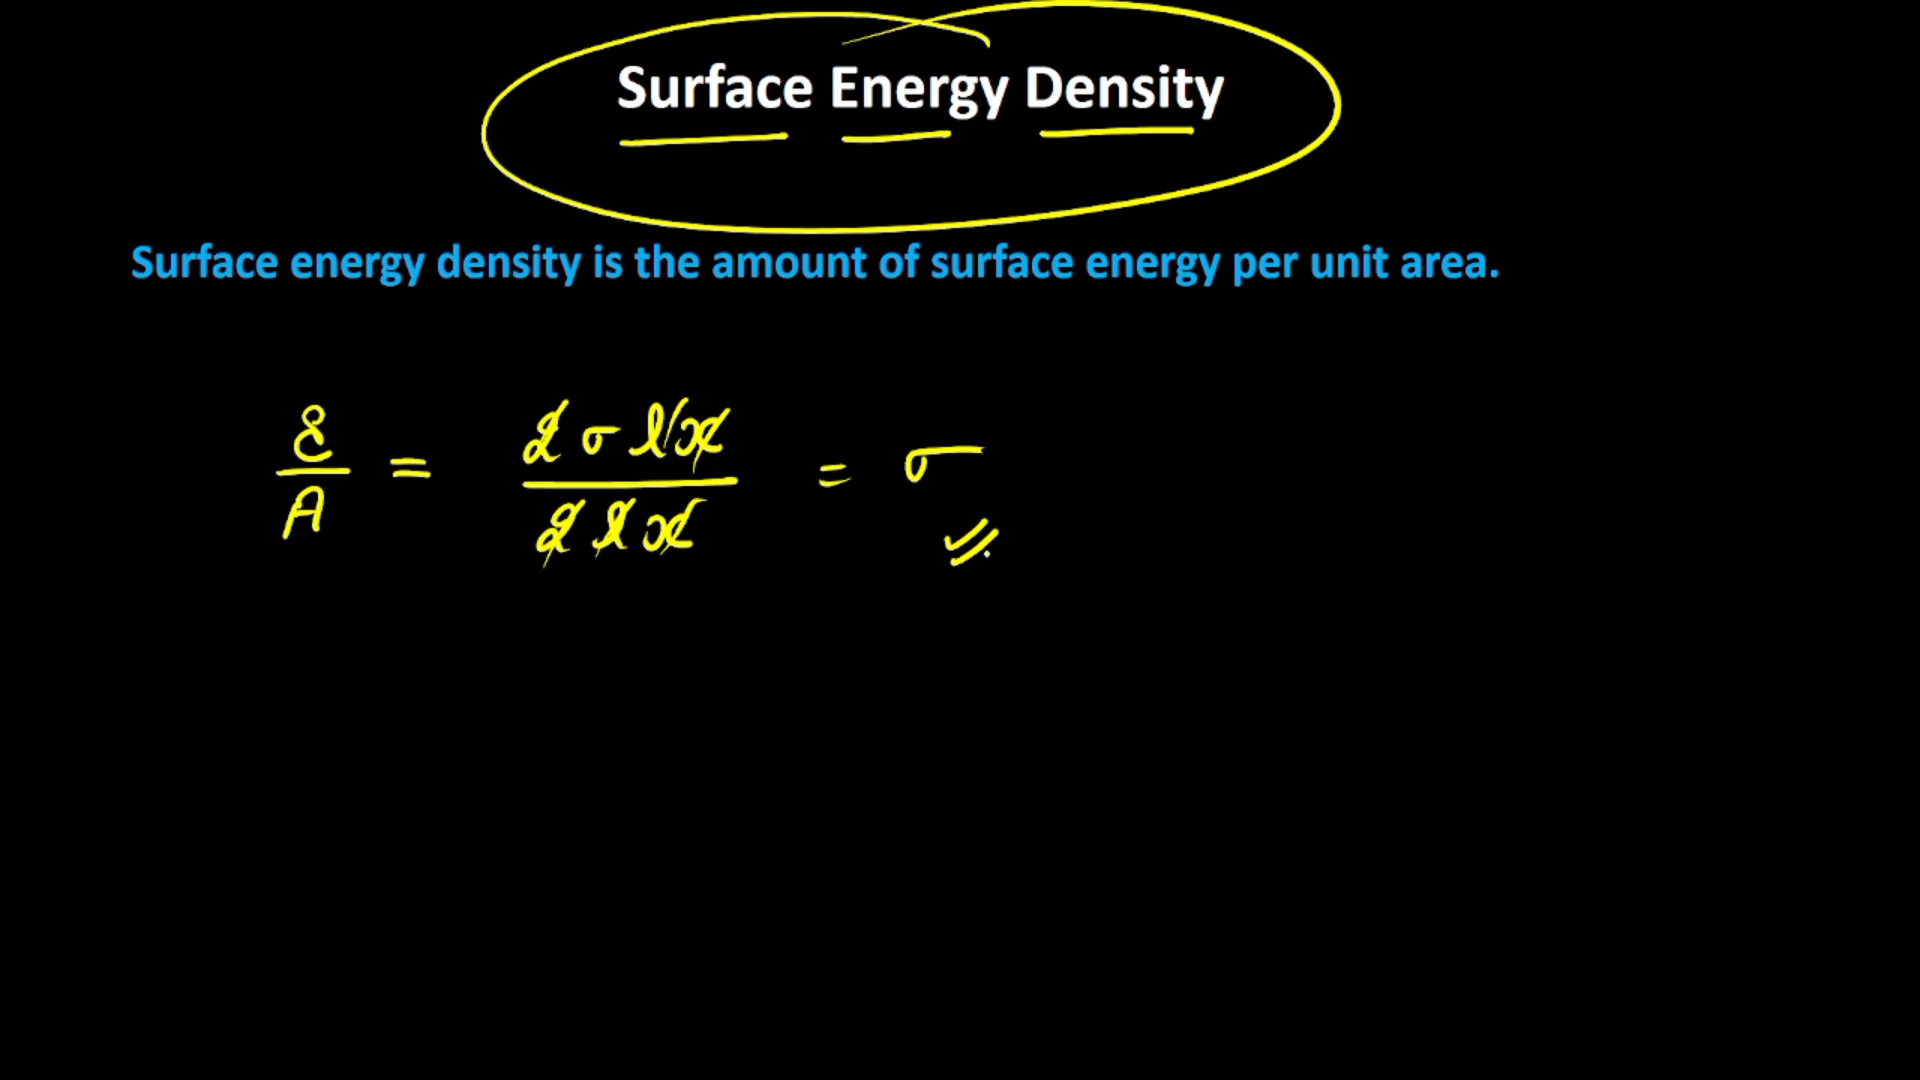 Surface Energy Density
Surface energy density is the amount of surface energy per unit area.
ε/A = 2σlx/2lx = σ